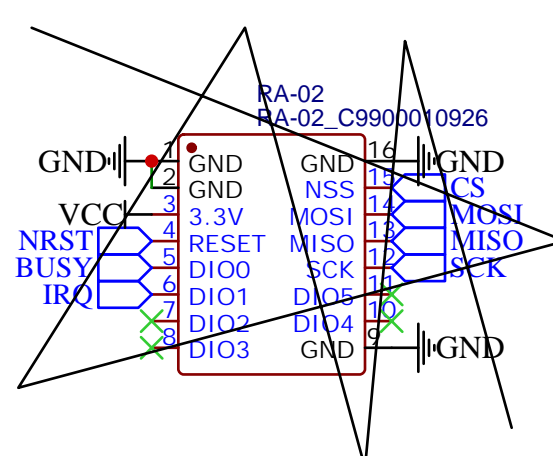 RA-02
RA-02_C9900010926
GND 1 GND GND 16 GND
2 GND NSS 15 CS
VCC 3 3.3V MOSI 14 MOSI
NRST 4 RESET MISO 13 MISO
BUSY 5 DIO0 SCK 12 SCK
IRQ 6 DIO1 DIO5 11
7 DIO2 DIO4 10
8 DIO3 GND 9 GND